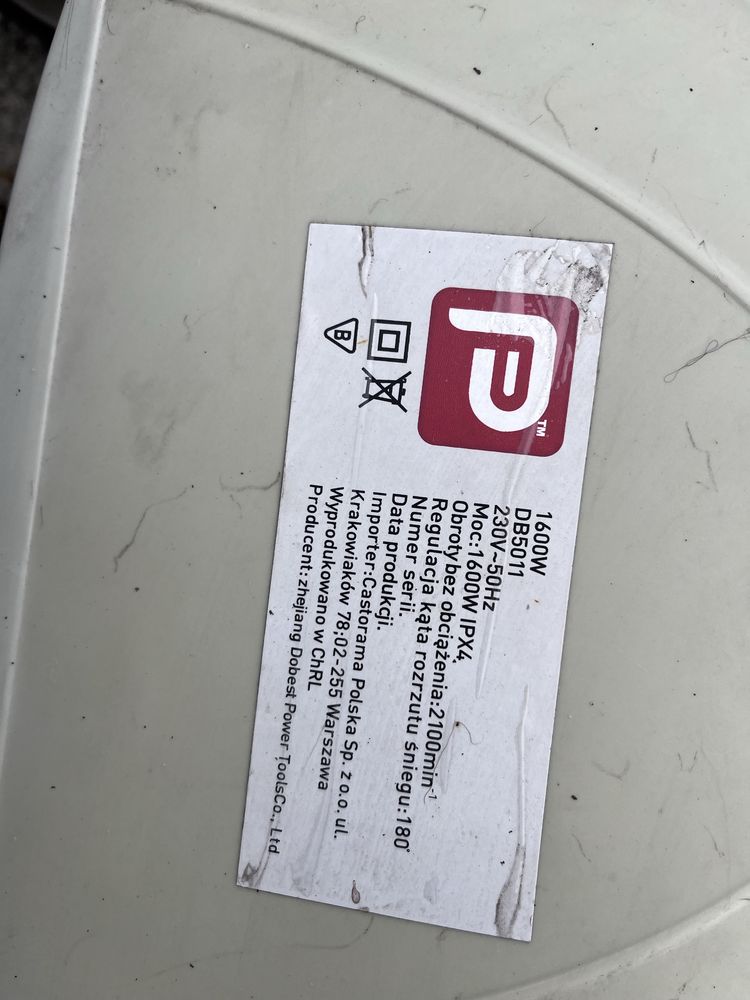 P
TM
B
1600W
DB5011
230V~50Hz
Moc:1600W IPX4
Obroty bez obciążenia:2100min⁻¹
Regulacja kąta rozrzutu śniegu:180°
Numer serii.
Data produkcji.
Importer:Castorama Polska Sp. z o.o. ul.
Krakowiaków 78:02-255 Warszawa
Wyprodukowano w ChRL
Producent:zhejiang Dobest Power ToolsCo., Ltd